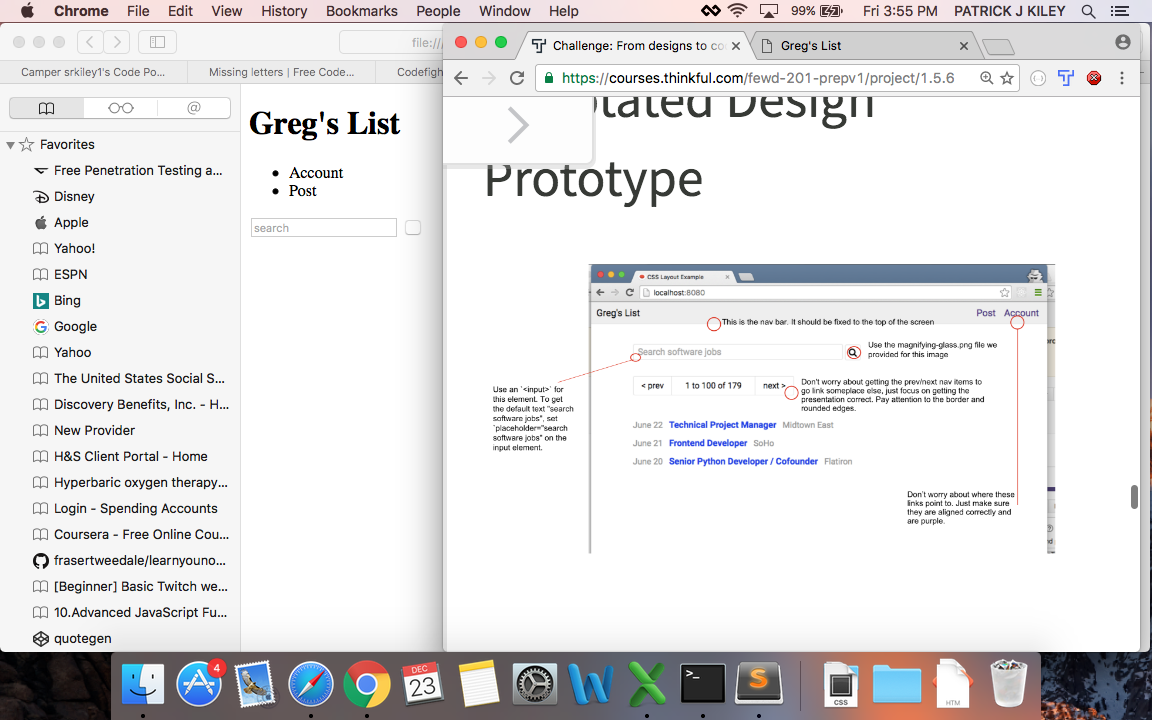 Chrome File Edit View History Bookmarks People Window Help 99% Fri 3:55 PM PATRICK J KILEY
file:///
Camper srkiley1's Code Po... Missing letters | Free Code... Codefigh
@
Favorites
Free Penetration Testing a...
Disney
Apple
Yahoo!
ESPN
Bing
Google
Yahoo
The United States Social S...
Discovery Benefits, Inc. - H...
New Provider
H&S Client Portal - Home
Hyperbaric oxygen therapy...
Login - Spending Accounts
Coursera - Free Online Cou...
frasertweedale/learnyouno...
[Beginner] Basic Twitch we...
10.Advanced JavaScript Fu...
quotegen
Greg's List
Account
Post
search
Challenge: From designs to co
Greg's List
https://courses.thinkful.com/fewd-201-prepv1/project/1.5.6
tated Design
Prototype
CSS Layout Example
localhost:8080
Greg's List
Post Account
This is the nav bar. It should be fixed to the top of the screen
Search software jobs
Use the magnifying-glass.png file we
provided for this image
< prev 1 to 100 of 179 next >
Don't worry about getting the prev/next nav items to
go link someplace else, just focus on getting the
presentation correct. Pay attention to the border and
rounded edges.
Use an `<input>` for
this element. To get
the default text "search
software jobs", set
`placeholder="search
software jobs" on the
input element.
June 22 Technical Project Manager Midtown East
June 21 Frontend Developer SoHo
June 20 Senior Python Developer / Cofounder Flatiron
Don't worry about where these
links point to. Just make sure
they are aligned correctly and
are purple.
4
DEC
23
W
X
>_
S
CSS
HTM